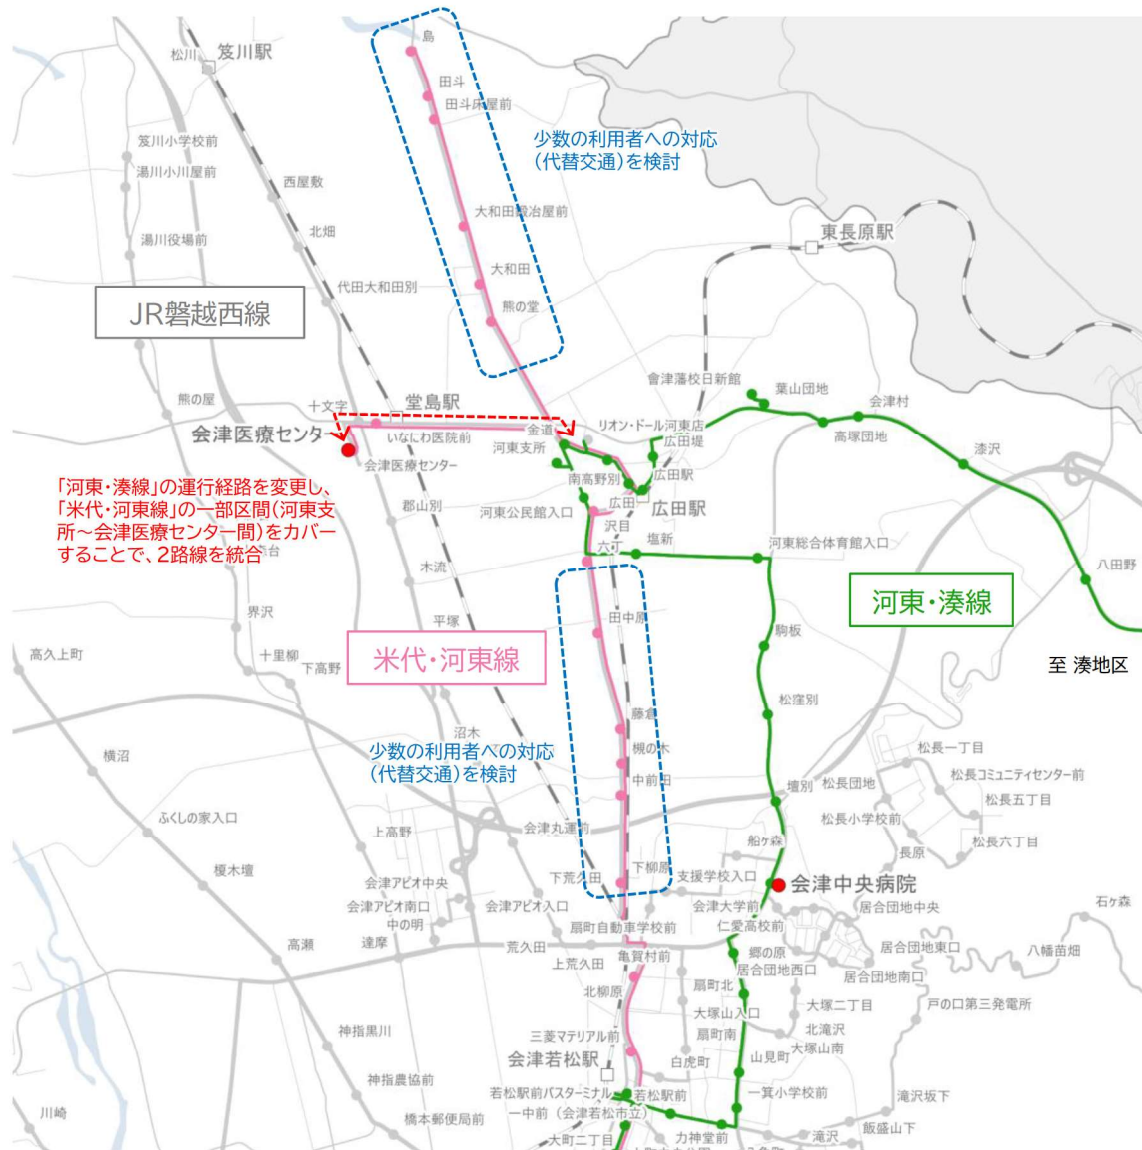 島
笈川駅
松川
田斗
田斗床屋前
少数の利用者への対応
（代替交通）を検討
笈川小学校前
湯川小川屋前
西屋敷
大和田鍛冶屋前
北畑
湯川役場前
東長原駅
大和田
代田大和田別
熊の堂
JR磐越西線
會津藩校日新館
葉山団地
熊の屋
堂島駅
十文字
会津村
会津医療センター
いなにわ医院前
金道
リオン・ドール河東店
河東支所
広田堤
高塚団地
漆沢
会津医療センター
南高野別
広田駅
「河東・湊線」の運行経路を変更し、
「米代・河東線」の一部区間（河東支
所～会津医療センター間）をカバー
することで、2路線を統合
郡山別
河東公民館入口
広田
広田駅
沢目
塩新
六丁
河東総合体育館入口
木流
八田野
河東・湊線
界沢
平塚
田中原
駒板
米代・河東線
高久上町
十里柳
下高野
至 湊地区
松窪別
藤倉
沼木
槻の木
少数の利用者への対応
（代替交通）を検討
横沼
中前田
壇別
松長一丁目
松長団地
松長コミュニティセンター前
松長五丁目
ふくしの家入口
上高野
会津丸運前
松長小学校前
船ヶ森
松長六丁目
長原
榎木壇
下荒久田
下柳原
支援学校入口
会津中央病院
会津アピオ中央
会津アピオ南口
会津アピオ入口
会津大学前
居合団地中央
石ヶ森
中の明
扇町自動車学校前
仁愛高校前
高瀬
達摩
荒久田
亀賀村前
郷の原
居合団地東口
八幡苗畑
上荒久田
居合団地西口
居合団地南口
北柳原
扇町北
大塚山入口
大塚二丁目
戸の口第三発電所
神指黒川
三菱マテリアル前
扇町南
北滝沢
大塚山南
会津若松駅
白虎町
山見町
神指農協前
若松駅前バスターミナル
若松駅前
一箕小学校前
滝沢坂下
川崎
橋本郵便局前
一中前（会津若松市立）
大町二丁目
力神堂前
滝沢
飯盛山下